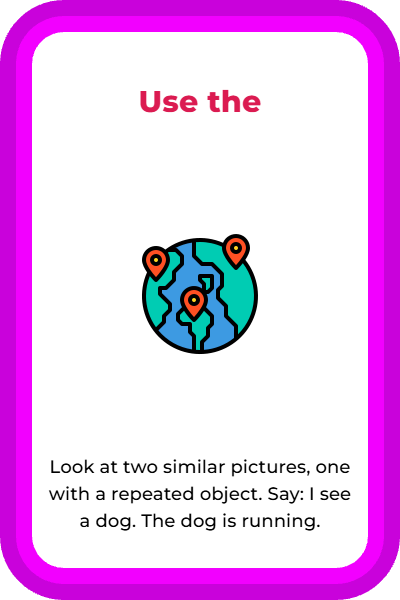 Use the
Look at two similar pictures, one
with a repeated object. Say: I see
a dog. The dog is running.